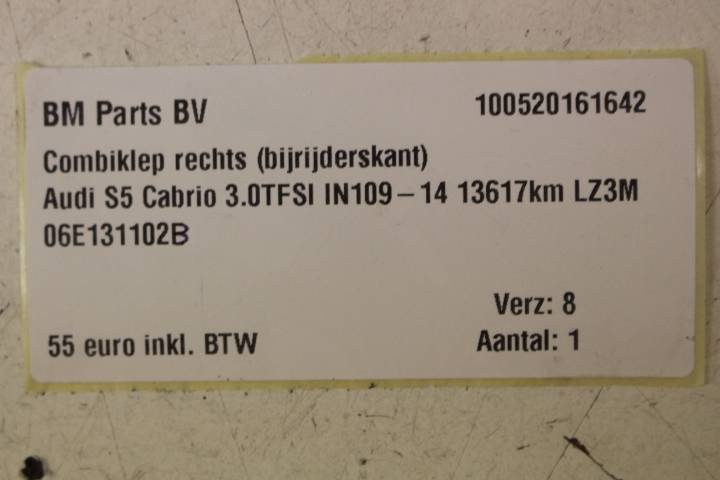 BM Parts BV 100520161642
Combiklep rechts (bijrijderskant)
Audi S5 Cabrio 3.0TFSI IN109-14 13617km LZ3M
06E131102B
Verz: 8
55 euro inkl. BTW Aantal: 1